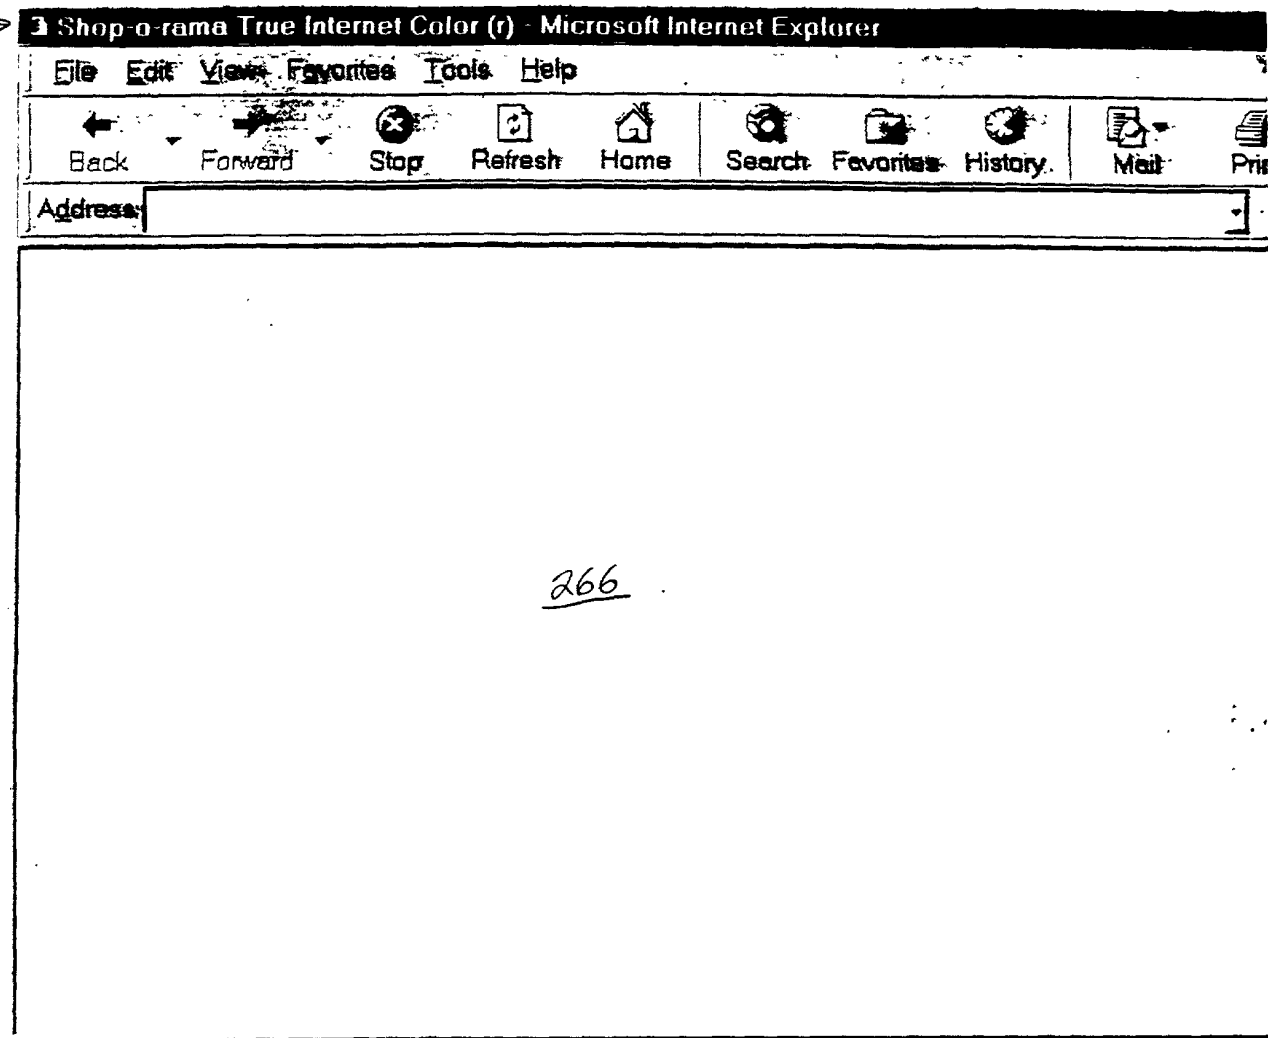 Shop-o-rama True Internet Color (r) - Microsoft Internet Explorer
File Edit View Favorites Tools Help
Back Forward Stop Refresh Home Search Favorites History Mail Prin
Address
266